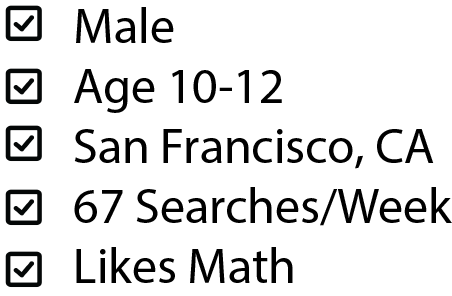 Male
Age 10-12
San Francisco, CA
67 Searches/Week
Likes Math